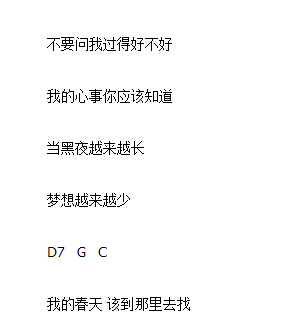 不要问我过得好不好
我的心事你应该知道
当黑夜越来越长
梦想越来越少
D7 G C
我的春天 该到那里去找